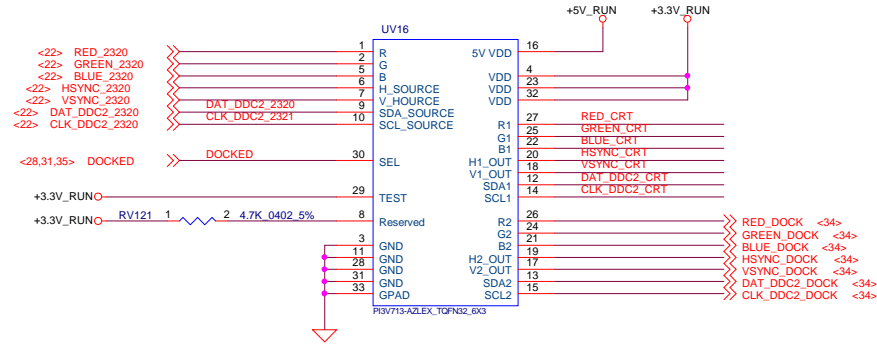 +5V_RUN +3.3V_RUN
UV16
<22> RED_2320 1 R 5V VDD 16
<22> GREEN_2320 2 G
<22> BLUE_2320 5 B VDD 4
<22> HSYNC_2320 6 H_SOURCE VDD 23
<22> VSYNC_2320 7 V_HOURCE VDD 32
<22> DAT_DDC2_2320 DAT_DDC2_2320 9 SDA_SOURCE
<22> CLK_DDC2_2320 CLK_DDC2_2321 10 SCL_SOURCE
R1 27 RED_CRT
G1 25 GREEN_CRT
B1 22 BLUE_CRT
<28,31,35> DOCKED DOCKED 30 SEL H1_OUT 20 HSYNC_CRT
V1_OUT 18 VSYNC_CRT
SDA1 12 DAT_DDC2_CRT
+3.3V_RUN 29 TEST SCL1 14 CLK_DDC2_CRT
+3.3V_RUN RV121 1 2 4.7K_0402_5% 8 Reserved R2 26 RED_DOCK <34>
G2 24 GREEN_DOCK <34>
3 GND B2 21 BLUE_DOCK <34>
11 GND H2_OUT 19 HSYNC_DOCK <34>
28 GND V2_OUT 17 VSYNC_DOCK <34>
31 GND SDA2 13 DAT_DDC2_DOCK <34>
33 GPAD SCL2 15 CLK_DDC2_DOCK <34>
PI3V713-AZLEX_TQFN32_6X3